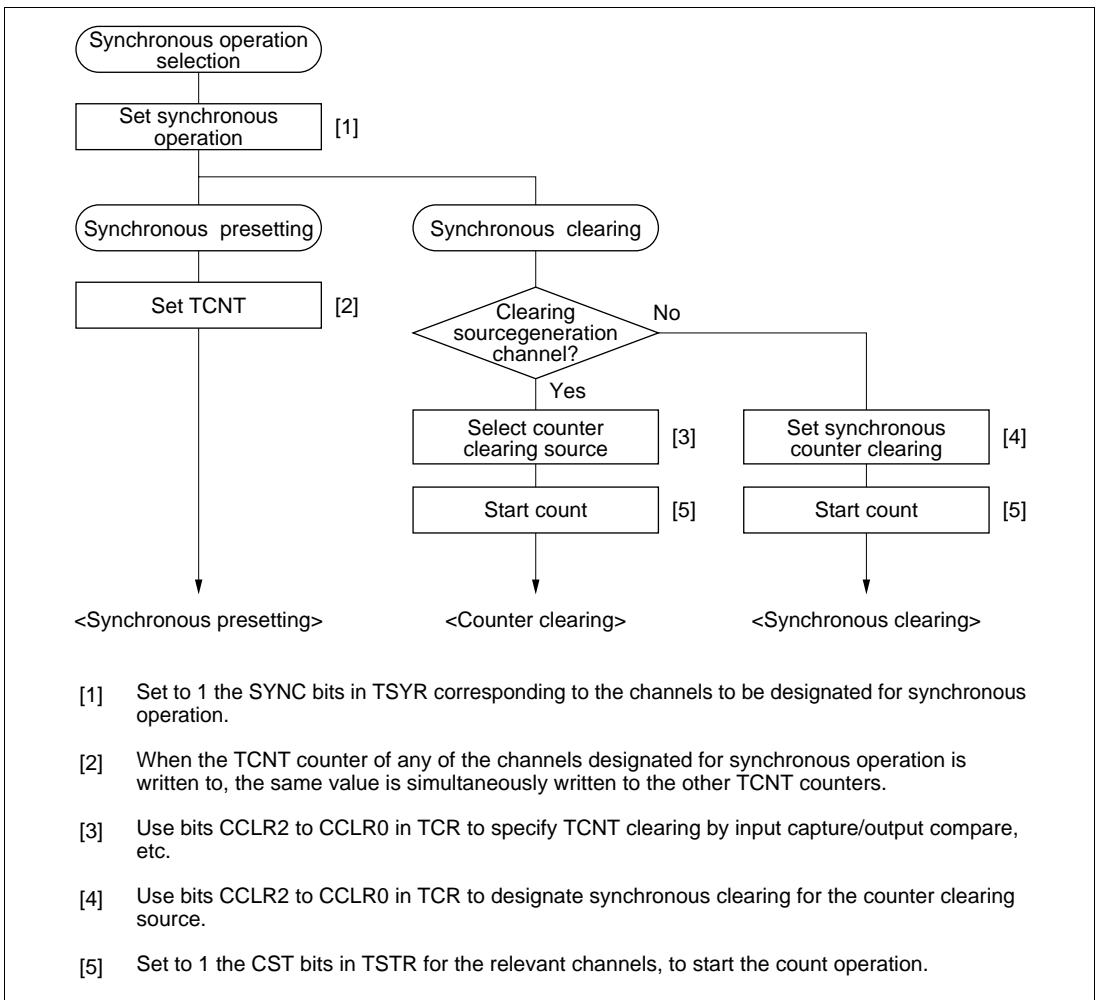 Synchronous operation
selection
Set synchronous
operation
[1]
Synchronous presetting
Synchronous clearing
Set TCNT
[2]
Clearing
sourcegeneration
channel?
No
Yes
Select counter
clearing source
[3]
Set synchronous
counter clearing
[4]
Start count
[5]
Start count
[5]
<Synchronous presetting>
<Counter clearing>
<Synchronous clearing>
[1] Set to 1 the SYNC bits in TSYR corresponding to the channels to be designated for synchronous
operation.
[2] When the TCNT counter of any of the channels designated for synchronous operation is
written to, the same value is simultaneously written to the other TCNT counters.
[3] Use bits CCLR2 to CCLR0 in TCR to specify TCNT clearing by input capture/output compare,
etc.
[4] Use bits CCLR2 to CCLR0 in TCR to designate synchronous clearing for the counter clearing
source.
[5] Set to 1 the CST bits in TSTR for the relevant channels, to start the count operation.